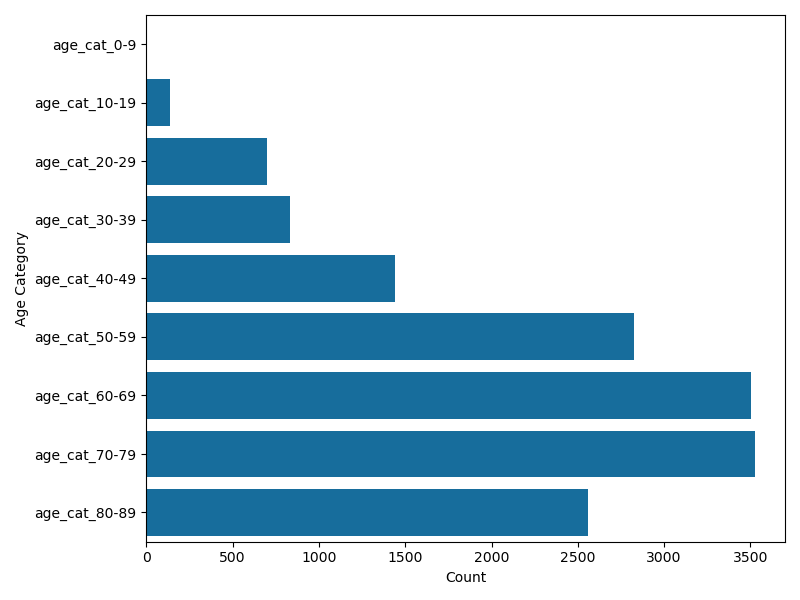 age_cat_0-9
age_cat_10-19
age_cat_20-29
age_cat_30-39
age_cat_40-49
age_cat_50-59
age_cat_60-69
age_cat_70-79
age_cat_80-89
Age Category
0 500 1000 1500 2000 2500 3000 3500
Count